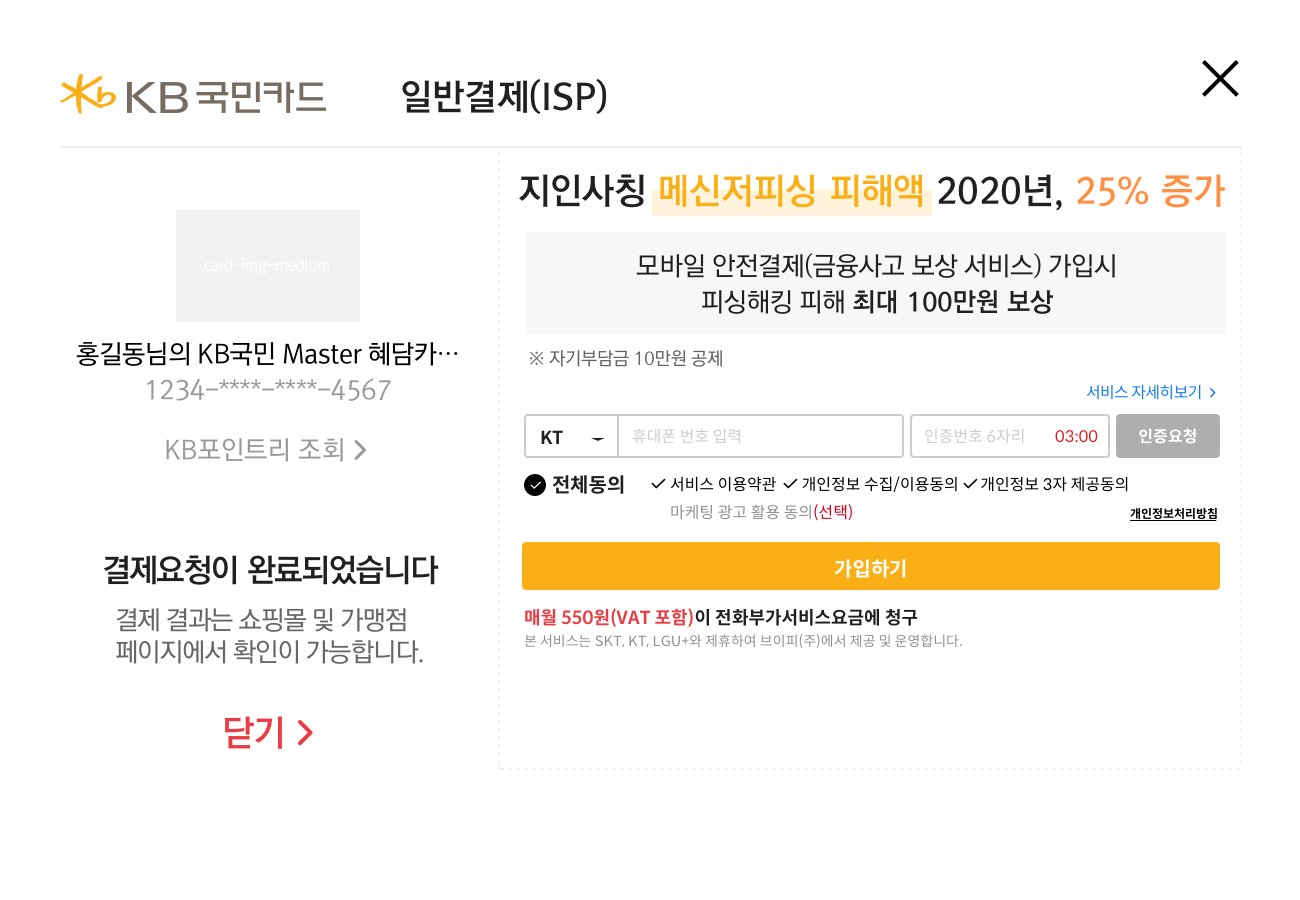 KB국민카드
일반결제(ISP)
card-img-medium
홍길동님의 KB국민 Master 혜담카…
1234-****-****-4567
KB포인트리 조회
결제요청이 완료되었습니다
결제 결과는 쇼핑몰 및 가맹점
페이지에서 확인이 가능합니다.
닫기
지인사칭 메신저피싱 피해액 2020년, 25% 증가
모바일 안전결제(금융사고 보상 서비스) 가입시
피싱해킹 피해 최대 100만원 보상
※ 자기부담금 10만원 공제
서비스 자세히보기
KT 휴대폰 번호 입력 인증번호 6자리 03:00 인증요청
전체동의 서비스 이용약관 개인정보 수집/이용동의 개인정보 3자 제공동의
마케팅 광고 활용 동의(선택) 개인정보처리방침
가입하기
매월 550원(VAT 포함)이 전화부가서비스요금에 청구
본 서비스는 SKT, KT, LGU+와 제휴하여 브이피(주)에서 제공 및 운영합니다.